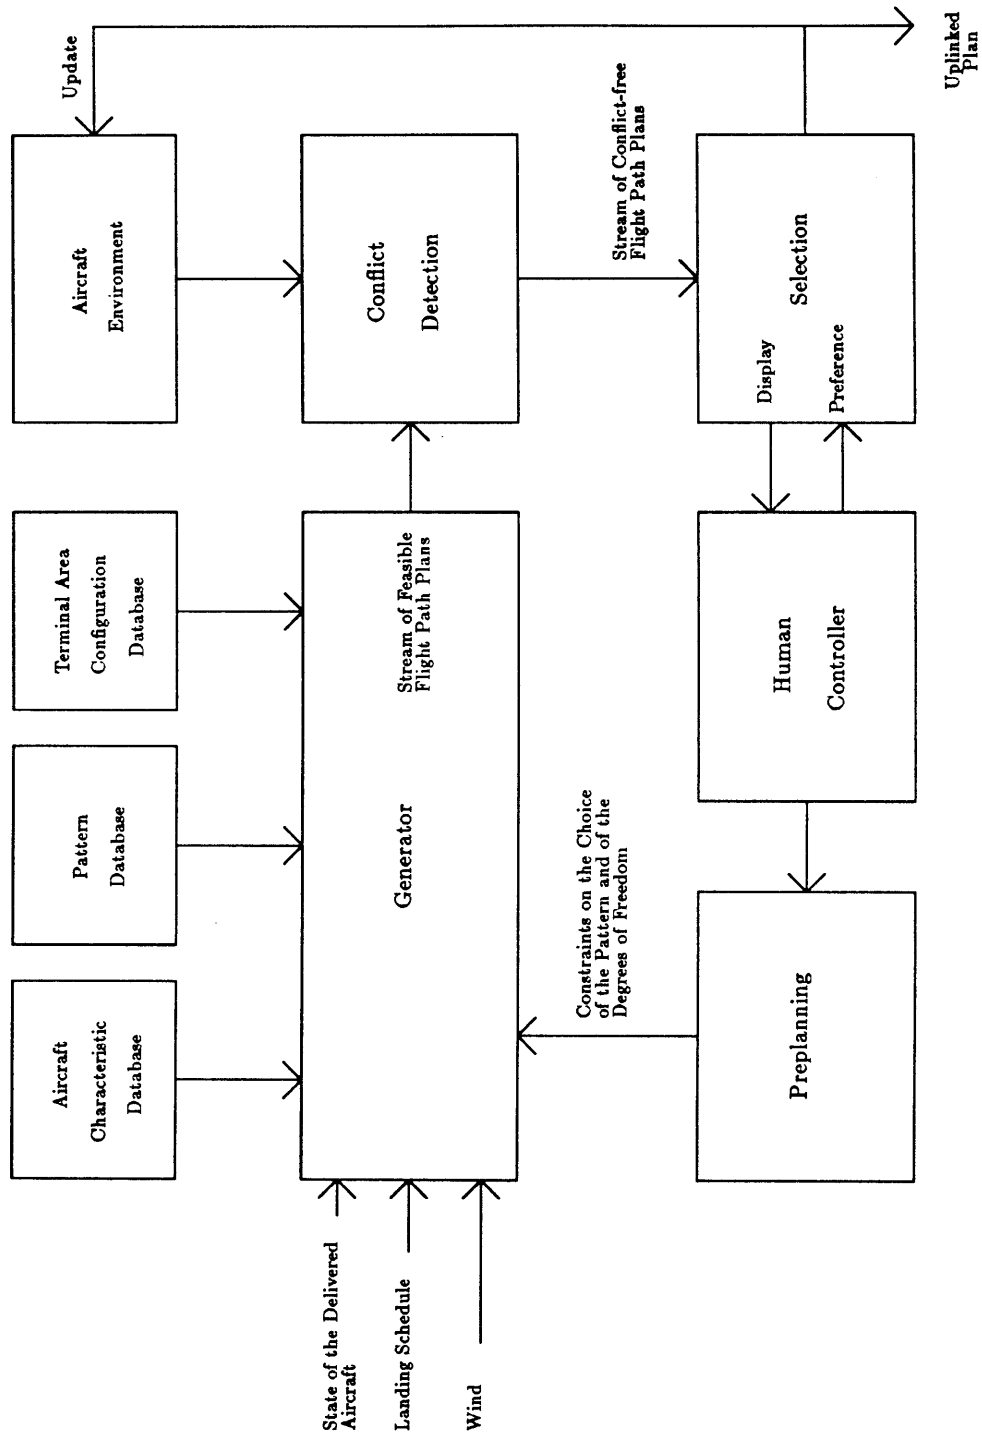 Aircraft
Characteristic
Database
Pattern
Database
Terminal Area
Configuration
Database
Aircraft
Environment
Update
State of the Delivered
Aircraft
Landing Schedule
Wind
Generator
Stream of Feasible
Flight Path Plans
Conflict
Detection
Constraints on the Choice
of the Pattern and of the
Degrees of Freedom
Stream of Conflict-free
Flight Path Plans
Preplanning
Human
Controller
Display
Preference
Selection
Uplinked
Plan